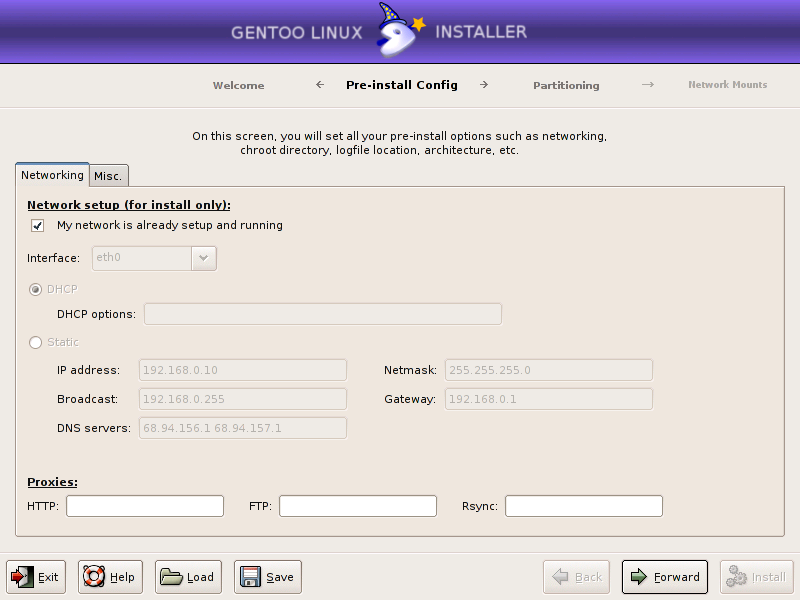 GENTOO LINUX INSTALLER
Welcome Pre-install Config Partitioning Network Mounts
On this screen, you will set all your pre-install options such as networking,
chroot directory, logfile location, architecture, etc.
Networking Misc.
Network setup (for install only):
My network is already setup and running
Interface: eth0
DHCP
DHCP options:
Static
IP address: 192.168.0.10 Netmask: 255.255.255.0
Broadcast: 192.168.0.255 Gateway: 192.168.0.1
DNS servers: 68.94.156.1 68.94.157.1
Proxies:
HTTP: FTP: Rsync:
Exit Help Load Save Back Forward Install